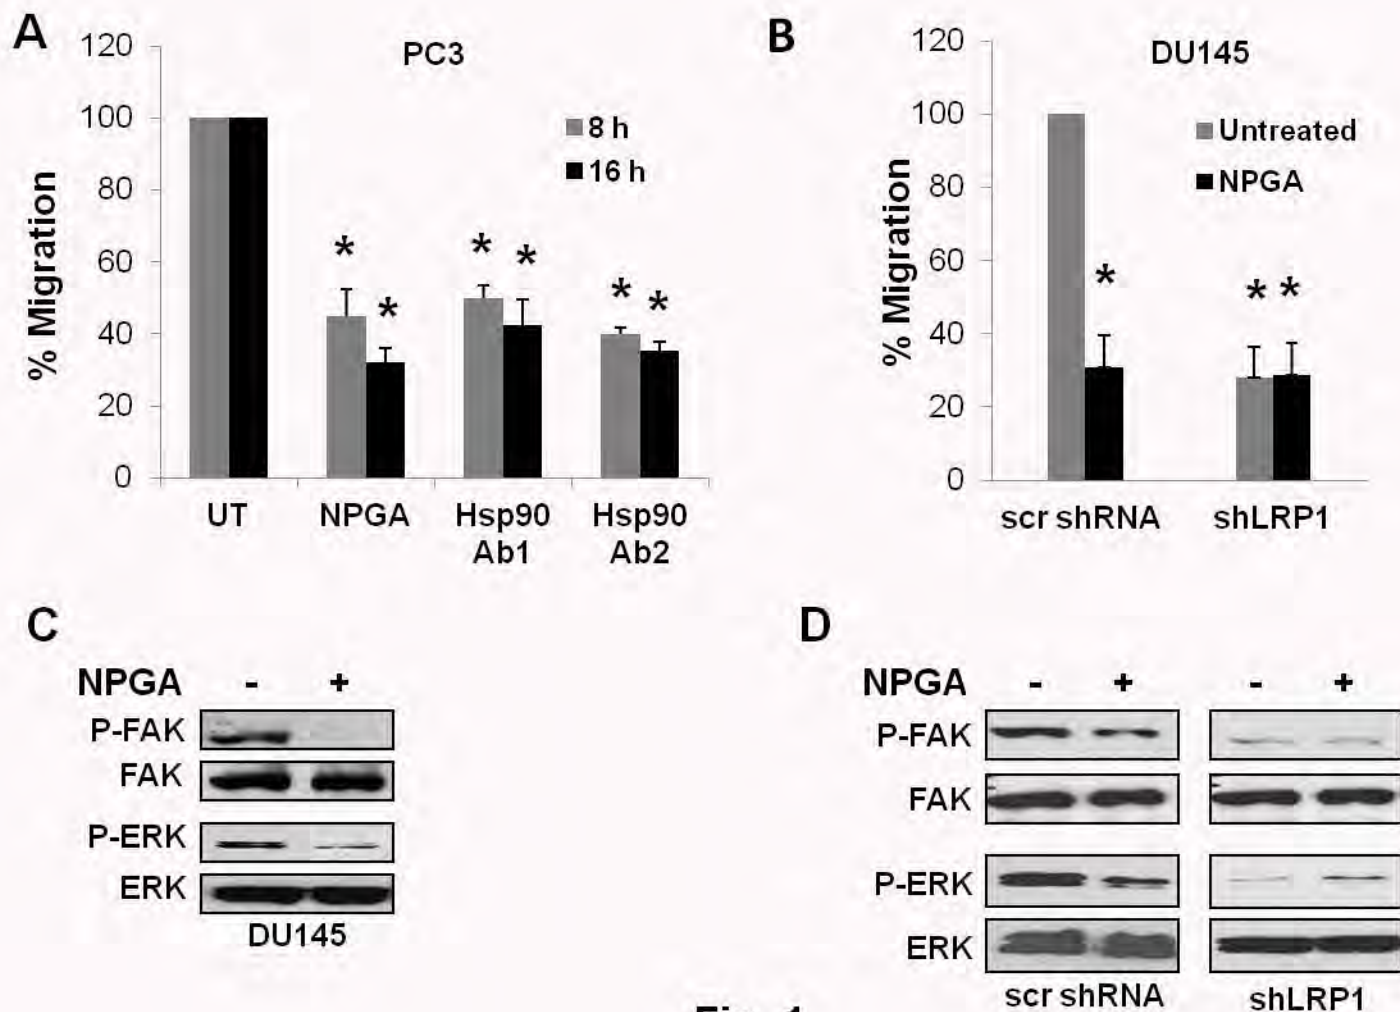 A
PC3
120
100
80
60
40
20
0
% Migration
8 h
16 h
* * * * * *
UT NPGA Hsp90 Ab1 Hsp90 Ab2
B
DU145
120
100
80
60
40
20
0
% Migration
Untreated
NPGA
* * *
scr shRNA shLRP1
C
NPGA - +
P-FAK
FAK
P-ERK
ERK
DU145
D
NPGA - + - +
P-FAK
FAK
P-ERK
ERK
scr shRNA shLRP1